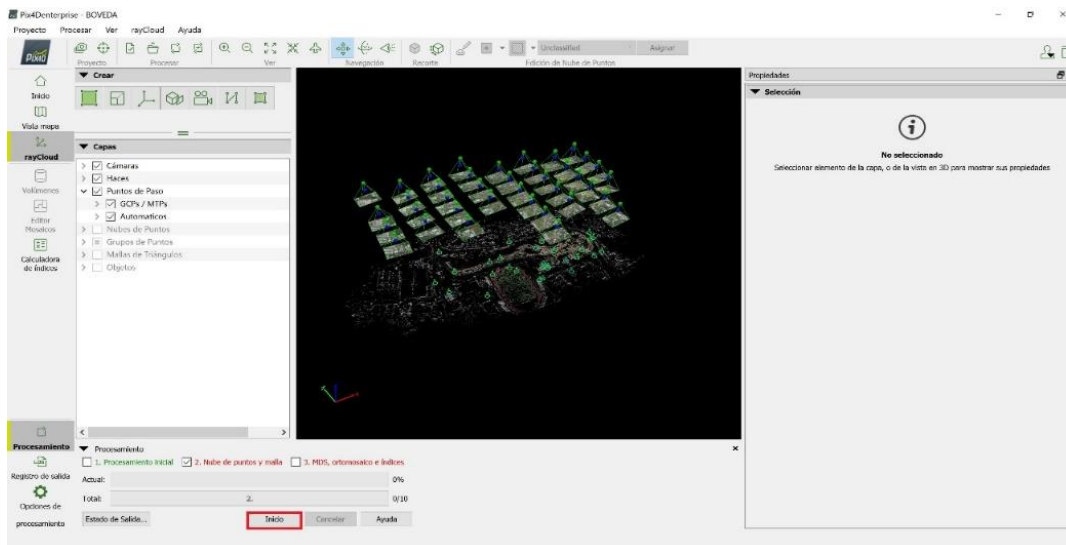 Pix4Denterprise - BOVEDA
Proyecto Procesar Ver rayCloud Ayuda
Proyecto Procesar Ver Navegación Recorte Edición de Nube de Puntos
Unclassified Asignar
Inicio
Vista mapa
rayCloud
Volúmenes
Editor
Mosaicos
Calculadora
de índices
Crear
Capas
Cámaras
Haces
Puntos de Paso
GCPs / MTPs
Automaticos
Nubes de Puntos
Grupos de Puntos
Mallas de Triángulos
Objetos
Propiedades
Selección
No seleccionado
Seleccionar elemento de la capa, o de la vista en 3D para mostrar sus propiedades
Procesamiento
Registro de salida
Opciones de
procesamiento
Procesamiento
1. Procesamiento inicial 2. Nube de puntos y malla 3. MDS, ortomosaico e índices
Actual: 0%
Total: 2. 0/10
Estado de Salida... Inicio Cancelar Ayuda